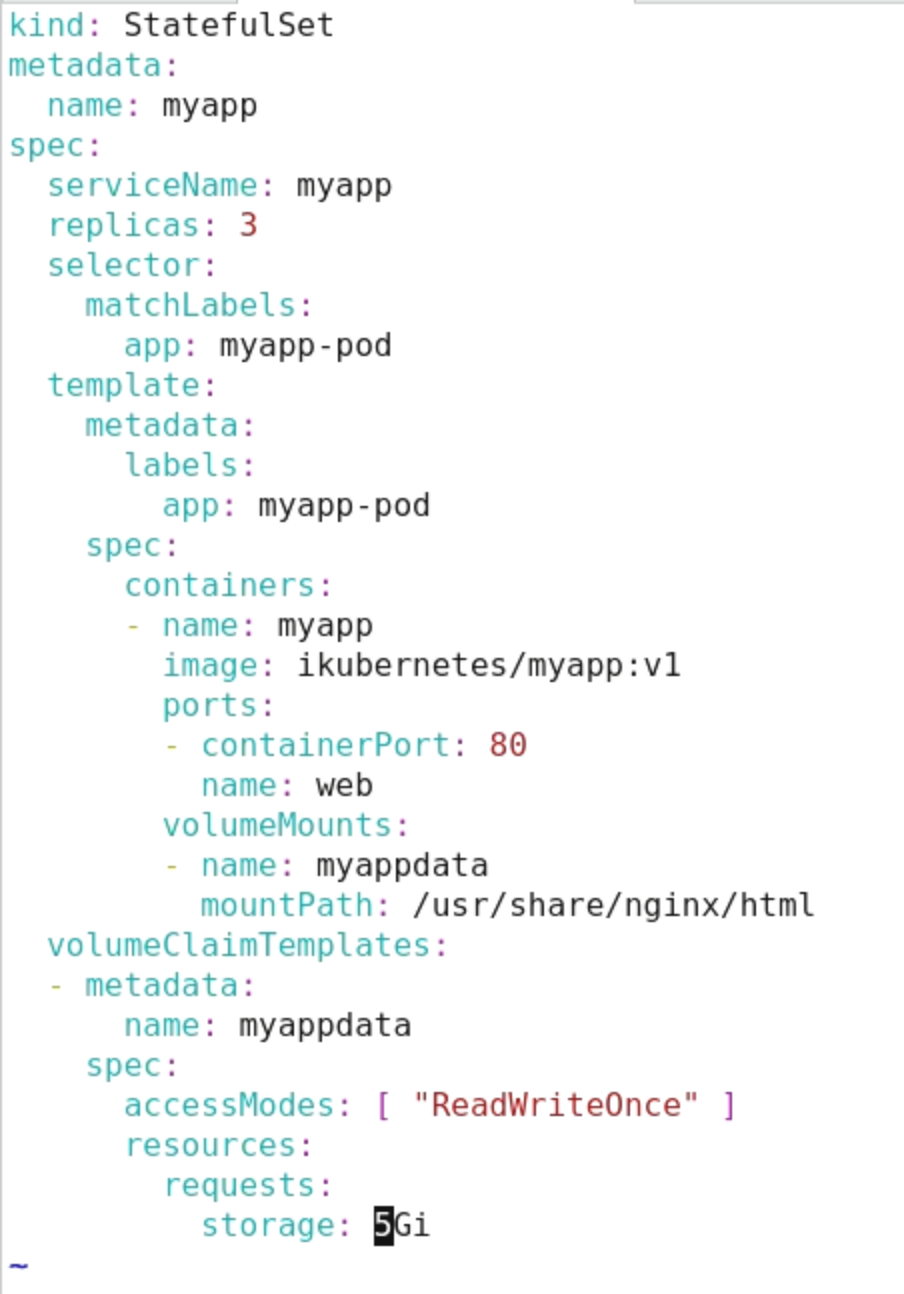 kind: StatefulSet
metadata:
  name: myapp
spec:
  serviceName: myapp
  replicas: 3
  selector:
    matchLabels:
      app: myapp-pod
  template:
    metadata:
      labels:
        app: myapp-pod
    spec:
      containers:
      - name: myapp
        image: ikubernetes/myapp:v1
        ports:
        - containerPort: 80
          name: web
        volumeMounts:
        - name: myappdata
          mountPath: /usr/share/nginx/html
  volumeClaimTemplates:
  - metadata:
      name: myappdata
    spec:
      accessModes: [ "ReadWriteOnce" ]
      resources:
        requests:
          storage: 5Gi
~